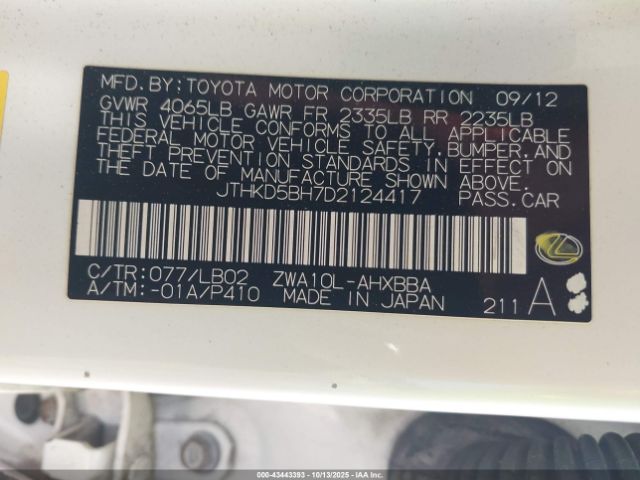 MFD. BY: TOYOTA MOTOR CORPORATION 09/12
GVWR 4065LB GAWR FR 2335LB RR 2235LB
THIS VEHICLE CONFORMS TO ALL APPLICABLE
FEDERAL MOTOR VEHICLE SAFETY, BUMPER, AND
THEFT PREVENTION STANDARDS IN EFFECT ON
THE DATE OF MANUFACTURE SHOWN ABOVE.
JTHKD5BH7D2124417 PASS. CAR
C/TR: 077/LB02 ZWA10L-AHXBBA
A/TM: -01A/P410 MADE IN JAPAN 211 A
000-43443393 | 10/13/2025 | IAAI.COM